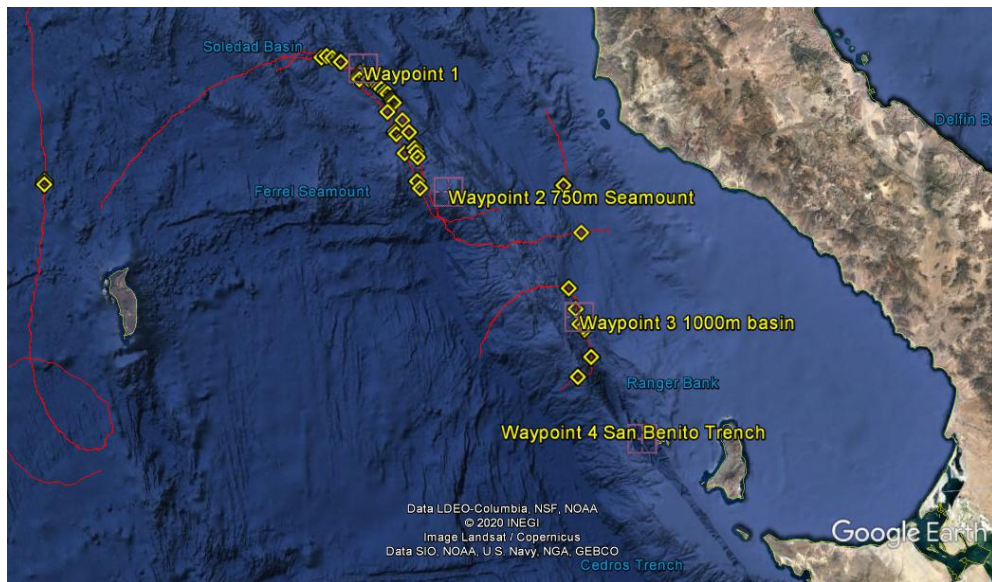 Soledad Basin
Waypoint 1
Delfin Ba
Ferrel Seamount
Waypoint 2 750m Seamount
Waypoint 3 1000m basin
Ranger Bank
Waypoint 4 San Benito Trench
Data LDEO-Columbia, NSF, NOAA
© 2020 INEGI
Image Landsat / Copernicus
Data SIO, NOAA, U.S. Navy, NGA, GEBCO
Google Earth
Cedros Trench